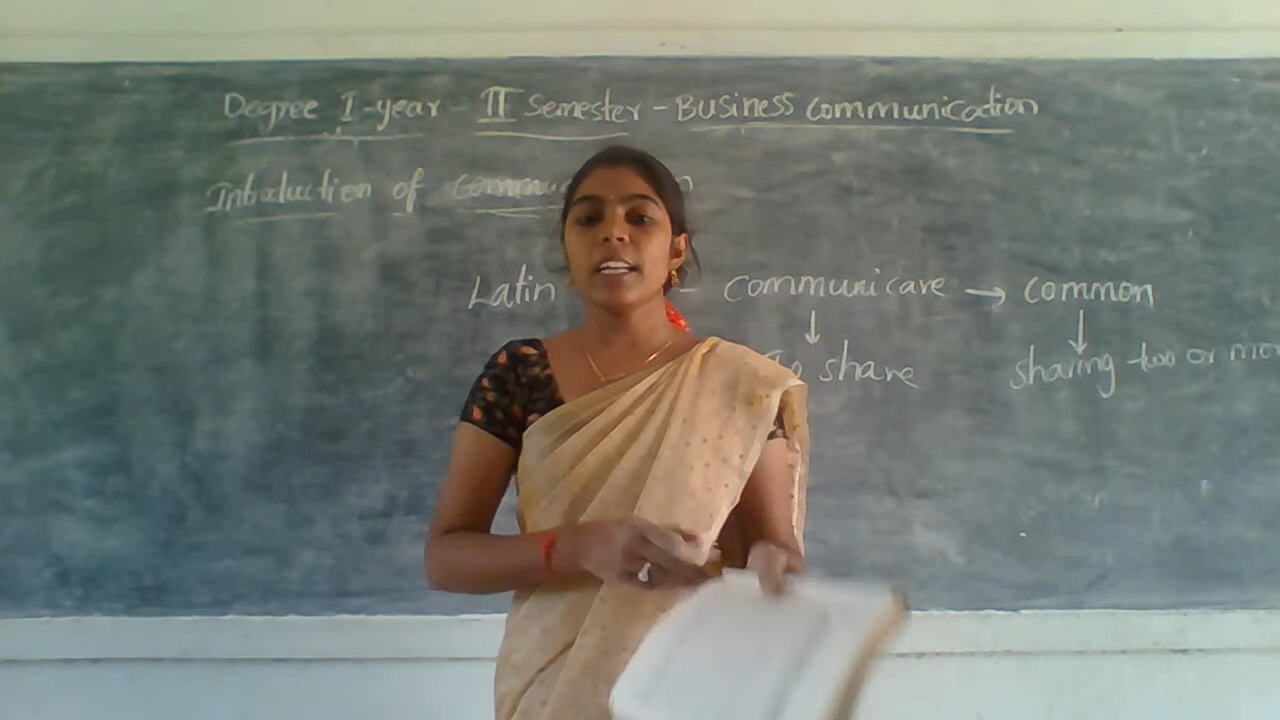 Degree I-year - II Semester - Business communication
Introduction of
Latin - communicare → common
share sharing two or